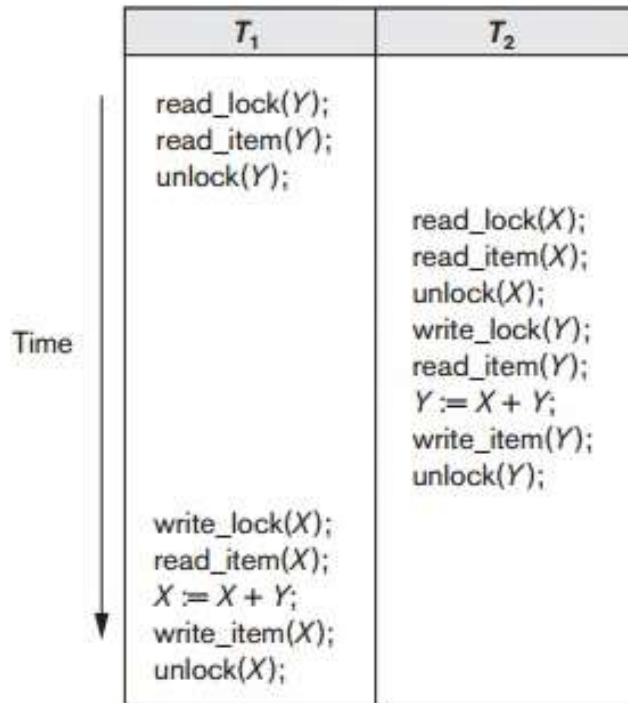 T₁ T₂
read_lock(Y);
read_item(Y);
unlock(Y);
read_lock(X);
read_item(X);
unlock(X);
Time
write_lock(Y);
read_item(Y);
Y := X + Y;
write_item(Y);
unlock(Y);
write_lock(X);
read_item(X);
X := X + Y;
write_item(X);
unlock(X);